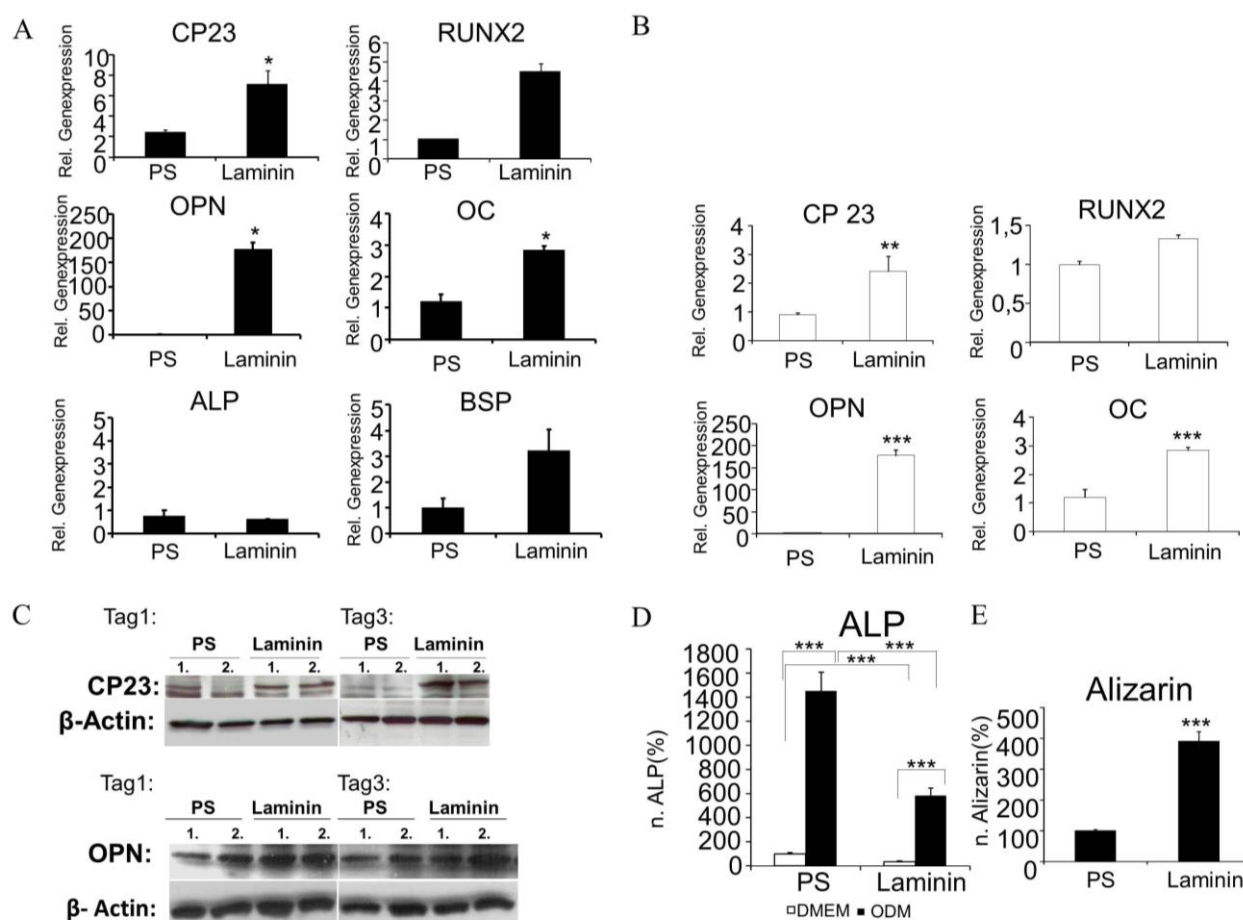 A
CP23
Rel. Genexpression
10
8
6
4
2
0
*
PS Laminin
RUNX2
Rel. Genexpression
6
5
4
3
2
1
0
PS Laminin
OPN
Rel. Genexpression
250
200
150
100
50
0
*
PS Laminin
OC
Rel. Genexpression
4
3
2
1
0
*
PS Laminin
ALP
Rel. Genexpression
5
4
3
2
1
0
PS Laminin
BSP
Rel. Genexpression
5
4
3
2
1
0
PS Laminin
B
CP 23
Rel. Genexpression
4
3
2
1
0
**
PS Laminin
RUNX2
Rel. Genexpression
1,5
1
0,5
0
PS Laminin
OPN
Rel. Genexpression
250
200
150
100
50
0
***
PS Laminin
OC
Rel. Genexpression
4
3
2
1
0
***
PS Laminin
C
Tag1: Tag3:
PS Laminin PS Laminin
1. 2. 1. 2. 1. 2. 1. 2.
CP23:
β-Actin:
Tag1: Tag3:
PS Laminin PS Laminin
1. 2. 1. 2. 1. 2. 1. 2.
OPN:
β- Actin:
D
ALP
n. ALP(%)
1800
1600
1400
1200
1000
800
600
400
200
0
*** *** ***
***
PS Laminin
DMEM ODM
E
Alizarin
n. Alizarin(%)
500
400
300
200
100
0
***
PS Laminin